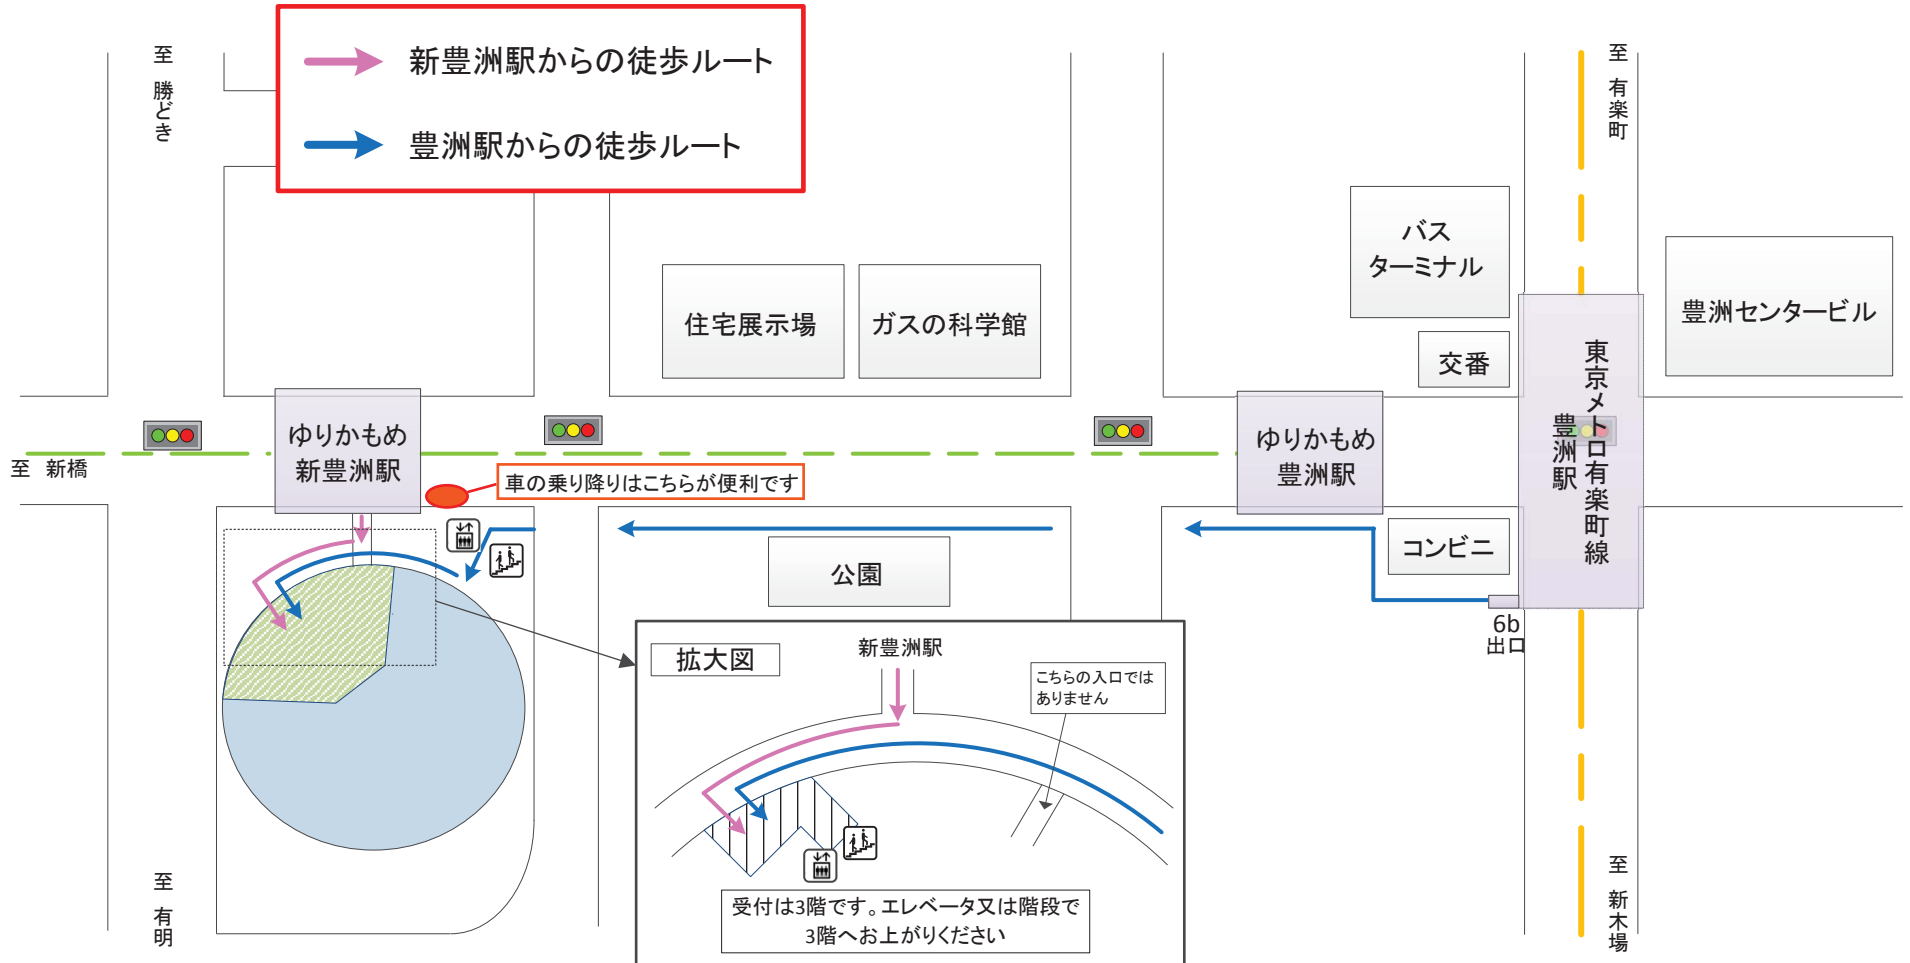 新豊洲駅からの徒歩ルート
豊洲駅からの徒歩ルート
至 勝どき
至 有楽町
バス
ターミナル
交番
豊洲センタービル
住宅展示場
ガスの科学館
ゆりかもめ
新豊洲駅
至 新橋
車の乗り降りはこちらが便利です
ゆりかもめ
豊洲駅
東京メトロ有楽町線
豊洲駅
コンビニ
6b
出口
公園
拡大図
新豊洲駅
こちらの入口では
ありません
受付は3階です。エレベータ又は階段で
3階へお上がりください
至 有明
至 新木場